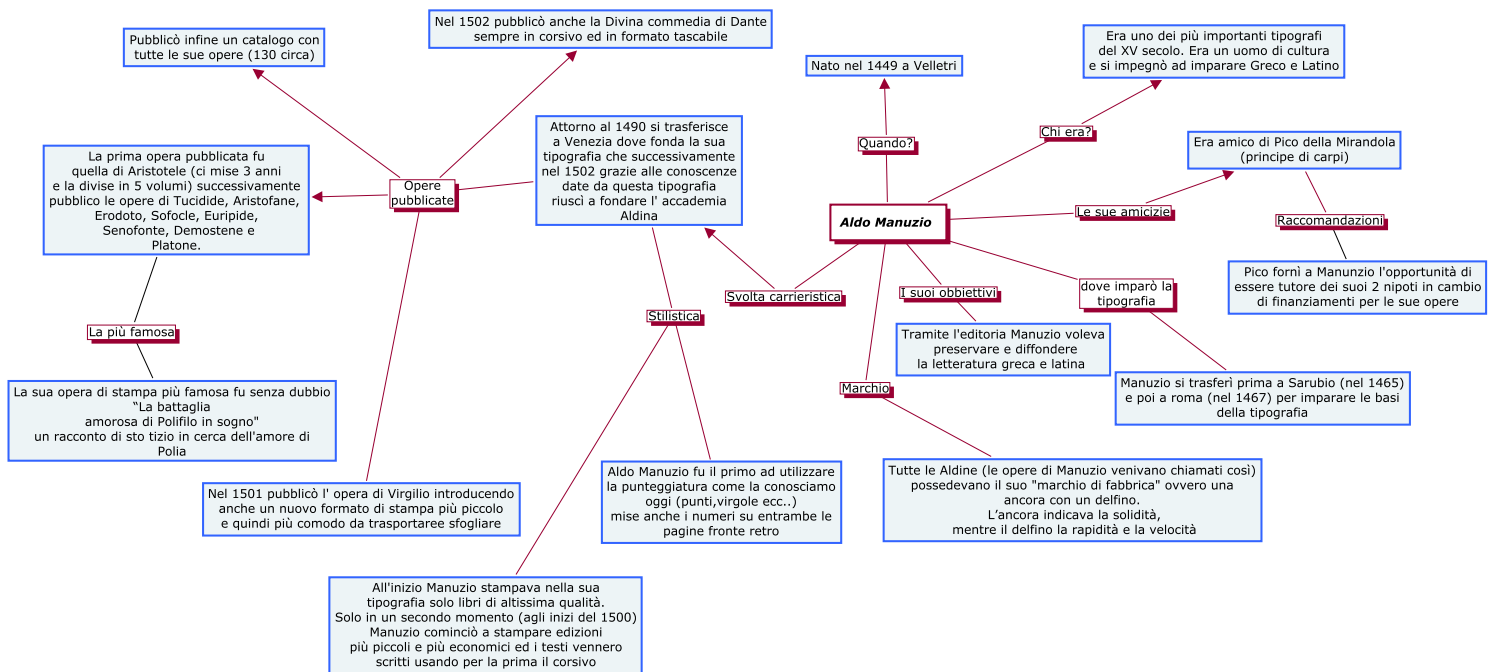 Nel 1502 pubblicò anche la Divina commedia di Dante
sempre in corsivo ed in formato tascabile
Pubblicò infine un catalogo con
tutte le sue opere (130 circa)
Era uno dei più importanti tipografi
del XV secolo. Era un uomo di cultura
e si impegnò ad imparare Greco e Latino
Nato nel 1449 a Velletri
Attorno al 1490 si trasferisce
a Venezia dove fonda la sua
tipografia che successivamente
nel 1502 grazie alle conoscenze
date da questa tipografia
riuscì a fondare l' accademia
Aldina
Chi era?
Quando?
Era amico di Pico della Mirandola
(principe di carpi)
La prima opera pubblicata fu
quella di Aristotele (ci mise 3 anni
e la divise in 5 volumi) successivamente
pubblico le opere di Tucidide, Aristofane,
Erodoto, Sofocle, Euripide,
Senofonte, Demostene e
Platone.
Opere
pubblicate
Aldo Manuzio
Le sue amicizie
Raccomandazioni
Pico fornì a Manunzio l'opportunità di
essere tutore dei suoi 2 nipoti in cambio
di finanziamenti per le sue opere
Svolta carrieristica
I suoi obbiettivi
dove imparò la
tipografia
Stilistica
La più famosa
Tramite l'editoria Manuzio voleva
preservare e diffondere
la letteratura greca e latina
Marchio
Manuzio si trasferì prima a Sarubio (nel 1465)
e poi a roma (nel 1467) per imparare le basi
della tipografia
La sua opera di stampa più famosa fu senza dubbio
“La battaglia
amorosa di Polifilo in sogno"
un racconto di sto tizio in cerca dell'amore di
Polia
Nel 1501 pubblicò l' opera di Virgilio introducendo
anche un nuovo formato di stampa più piccolo
e quindi più comodo da trasportaree sfogliare
Aldo Manuzio fu il primo ad utilizzare
la punteggiatura come la conosciamo
oggi (punti,virgole ecc..)
mise anche i numeri su entrambe le
pagine fronte retro
Tutte le Aldine (le opere di Manuzio venivano chiamati così)
possedevano il suo "marchio di fabbrica" ovvero una
ancora con un delfino.
L’ancora indicava la solidità,
mentre il delfino la rapidità e la velocità
All'inizio Manuzio stampava nella sua
tipografia solo libri di altissima qualità.
Solo in un secondo momento (agli inizi del 1500)
Manuzio cominciò a stampare edizioni
più piccoli e più economici ed i testi vennero
scritti usando per la prima il corsivo